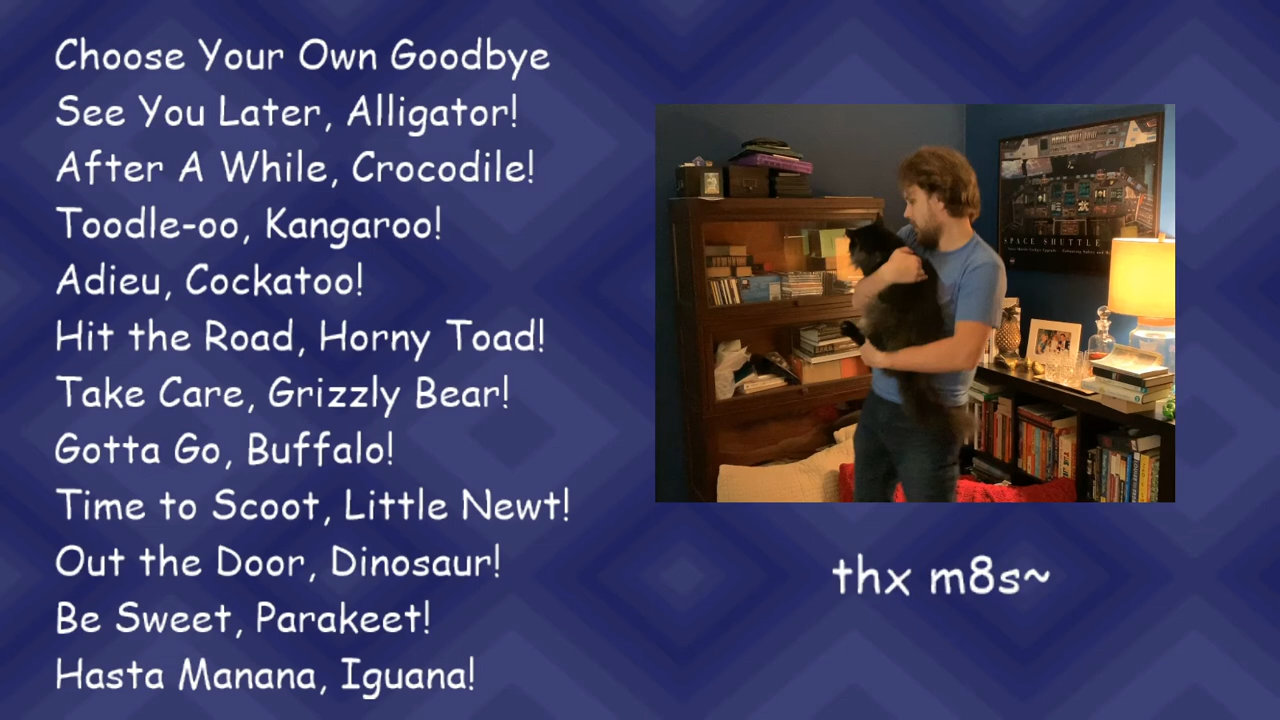 Choose Your Own Goodbye
See You Later, Alligator!
After A While, Crocodile!
Toodle-oo, Kangaroo!
Adieu, Cockatoo!
Hit the Road, Horny Toad!
Take Care, Grizzly Bear!
Gotta Go, Buffalo!
Time to Scoot, Little Newt!
Out the Door, Dinosaur!
Be Sweet, Parakeet!
Hasta Manana, Iguana!
SPACE SHUTTLE
thx m8s~